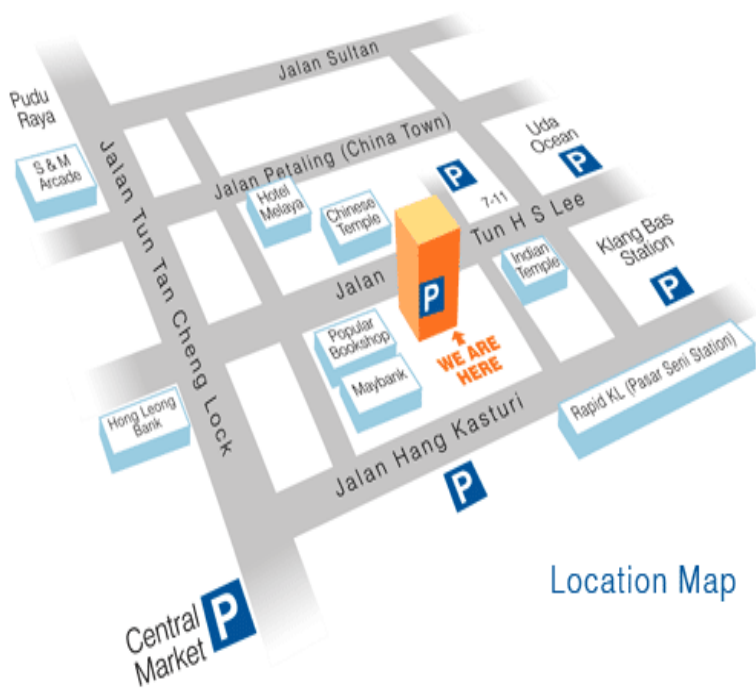 Jalan Sultan
Pudu
Raya
S & M
Arcade
Jalan Tun Tan Cheng Lock
Jalan Petaling (China Town)
Uda
Ocean
P
P
7-11
Hotel
Melaya
Chinese
Temple
Jalan Tun H S Lee
Klang Bas
Station
P
Indian
Temple
P
Popular
Bookshop
WE ARE
HERE
Maybank
Rapid KL (Pasar Seni Station)
Hong Leong
Bank
Jalan Hang Kasturi
P
Location Map
Central
Market
P